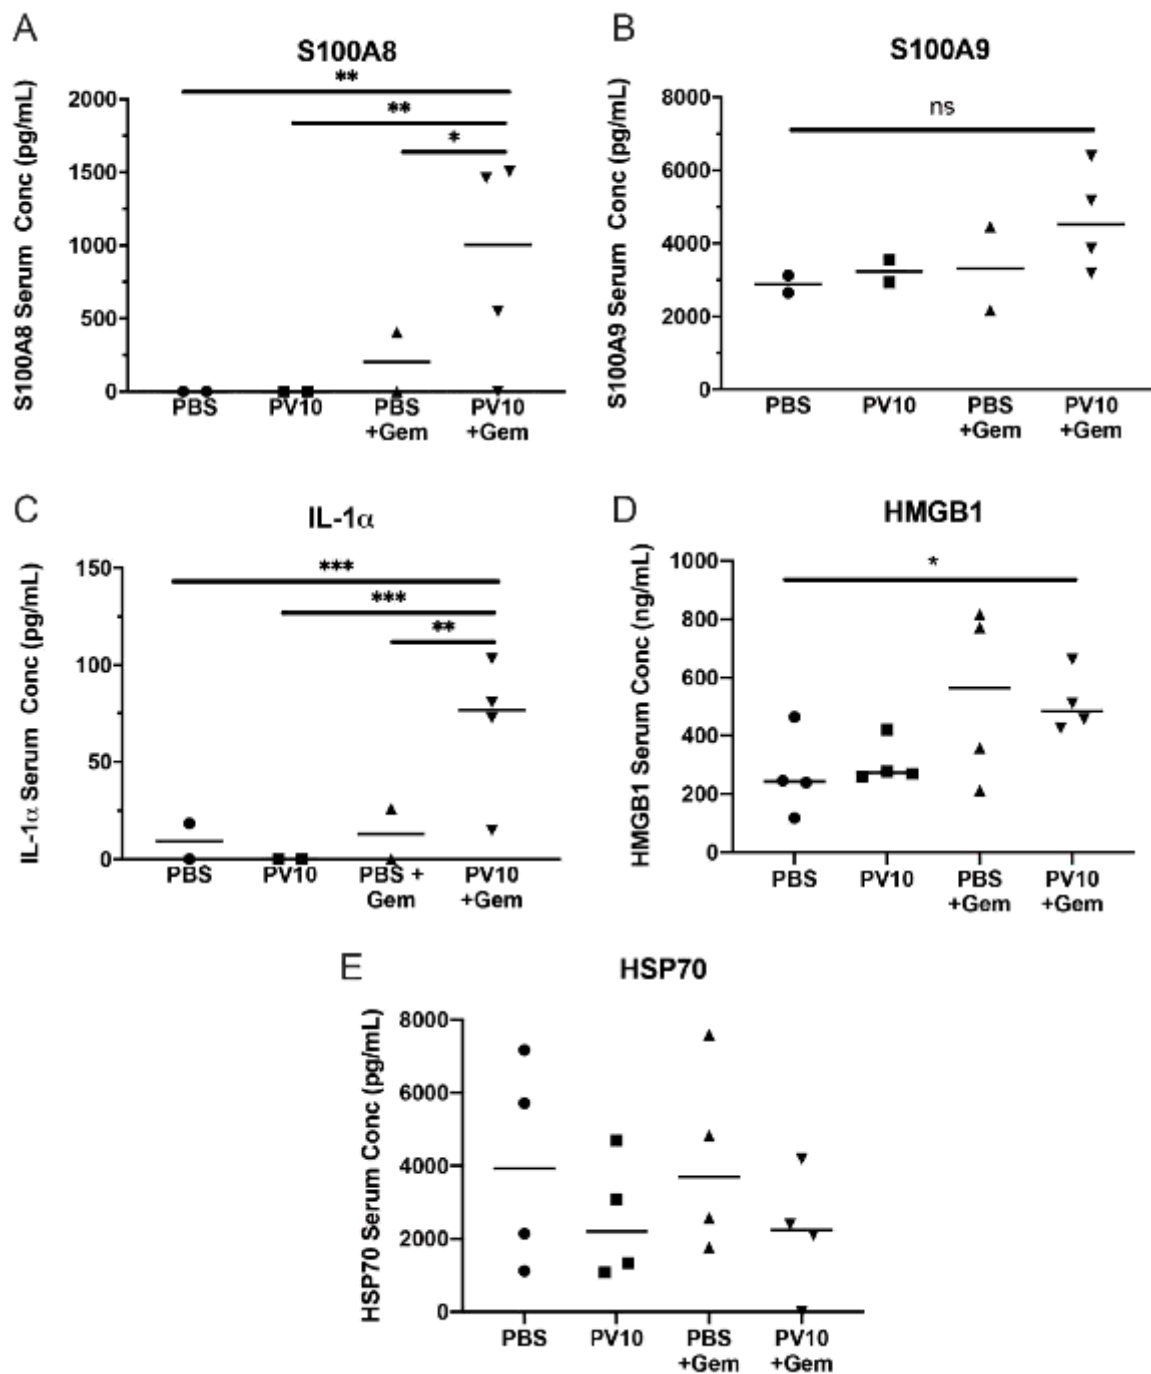 A
S100A8
**
**
*
S100A8 Serum Conc (pg/mL)
2000
1500
1000
500
0
PBS
PV10
PBS
+Gem
PV10
+Gem
B
S100A9
ns
S100A9 Serum Conc (pg/mL)
8000
6000
4000
2000
0
PBS
PV10
PBS
+Gem
PV10
+Gem
C
IL-1α
***
***
**
IL-1α Serum Conc (pg/mL)
150
100
50
0
PBS
PV10
PBS +
Gem
PV10
+Gem
D
HMGB1
*
HMGB1 Serum Conc (ng/mL)
1000
800
600
400
200
0
PBS
PV10
PBS
+Gem
PV10
+Gem
E
HSP70
HSP70 Serum Conc (pg/mL)
8000
6000
4000
2000
0
PBS
PV10
PBS
+Gem
PV10
+Gem